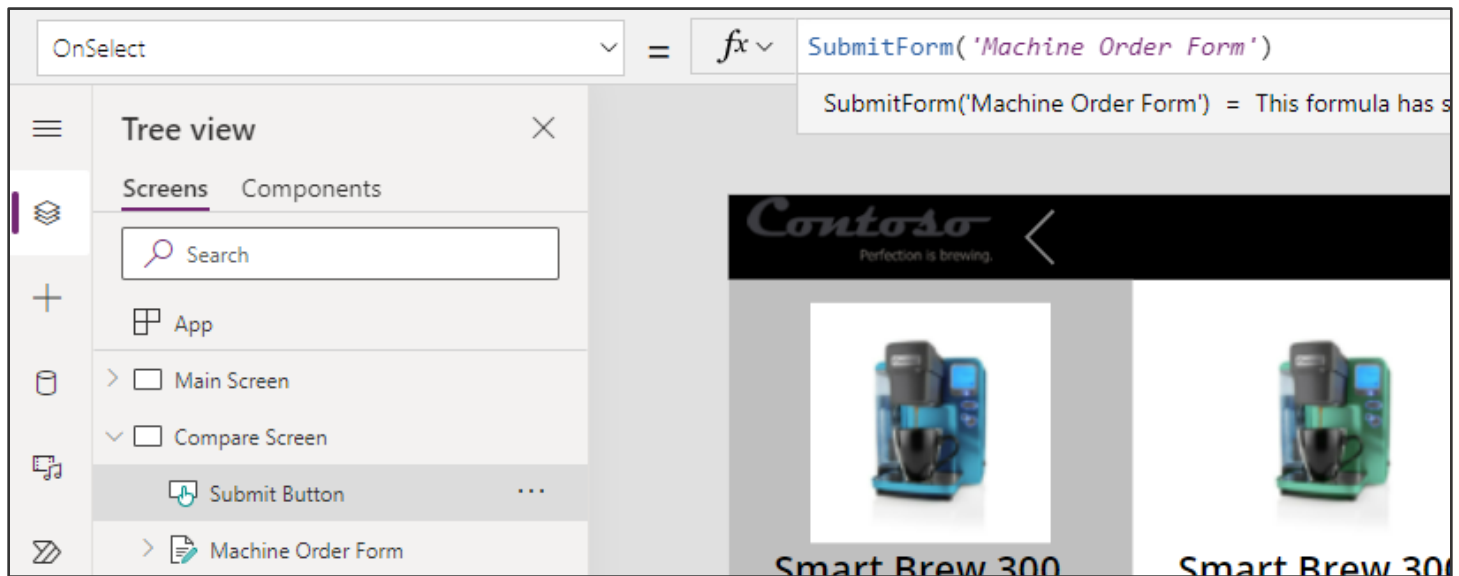 OnSelect
=
fx
SubmitForm('Machine Order Form')
SubmitForm('Machine Order Form') = This formula has s
Tree view
Screens Components
Search
App
Main Screen
Compare Screen
Submit Button
Machine Order Form
Contoso
Perfection is brewing.
Smart Brew 300
Smart Brew 300